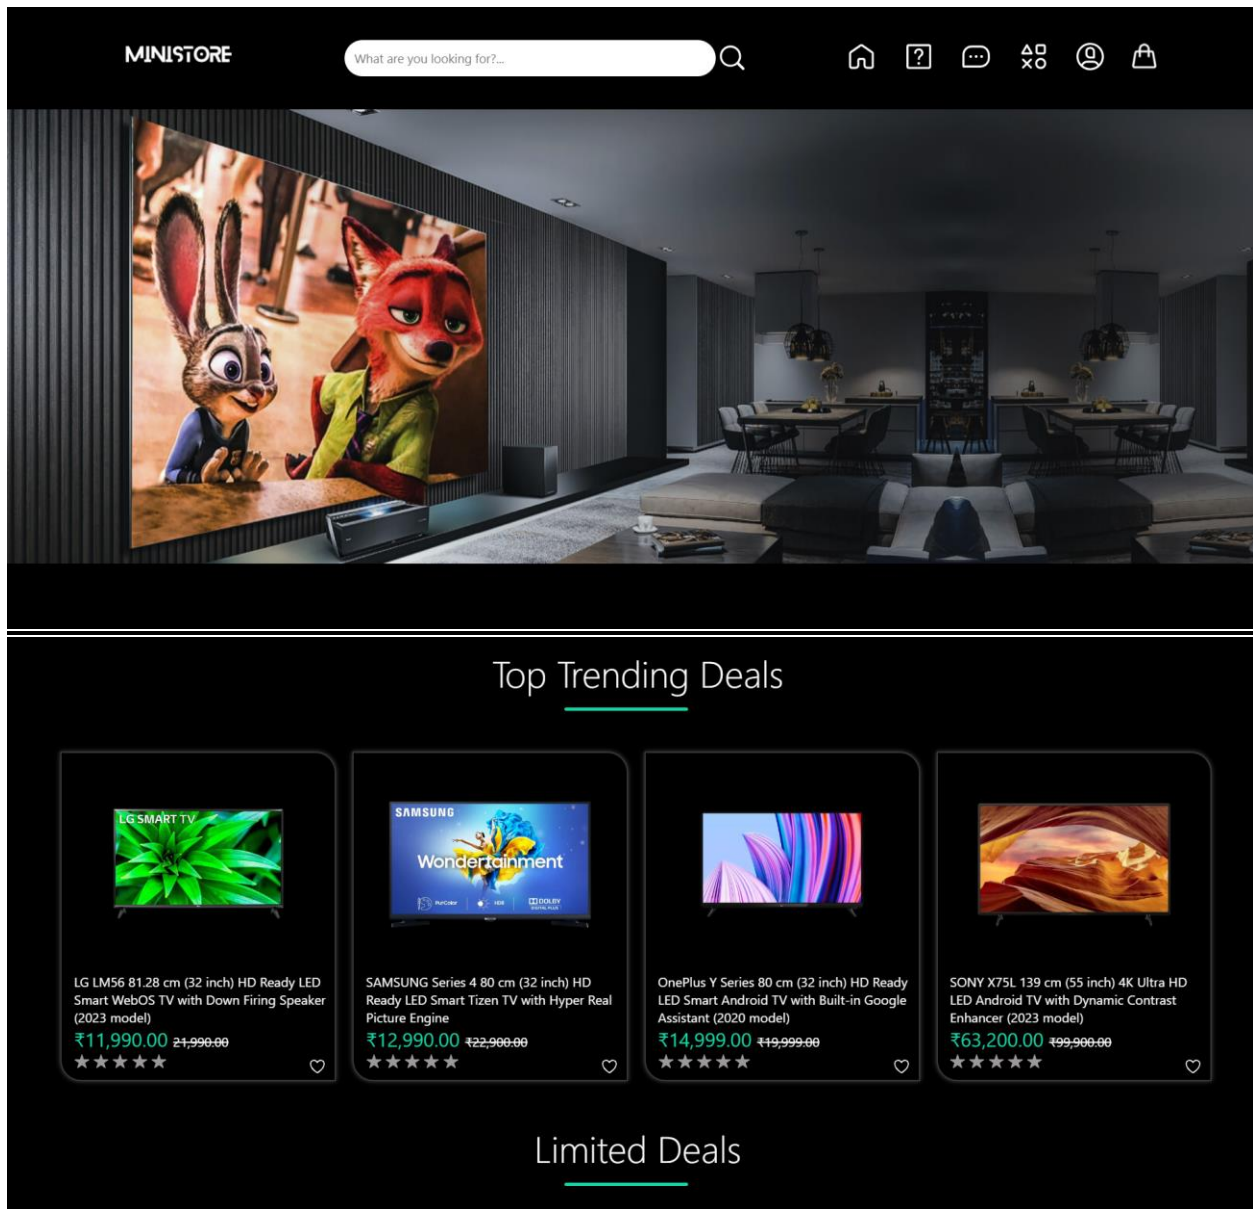 MINISTORE
What are you looking for?...
Top Trending Deals
LG SMART TV
SAMSUNG
Wondertainment
PurColor
HDR
DOLBY
DIGITAL PLUS
LG LM56 81.28 cm (32 inch) HD Ready LED
Smart WebOS TV with Down Firing Speaker
(2023 model)
₹11,990.00 21,990.00
SAMSUNG Series 4 80 cm (32 inch) HD
Ready LED Smart Tizen TV with Hyper Real
Picture Engine
₹12,990.00 ₹22,900.00
OnePlus Y Series 80 cm (32 inch) HD Ready
LED Smart Android TV with Built-in Google
Assistant (2020 model)
₹14,999.00 ₹19,999.00
SONY X75L 139 cm (55 inch) 4K Ultra HD
LED Android TV with Dynamic Contrast
Enhancer (2023 model)
₹63,200.00 ₹99,900.00
Limited Deals